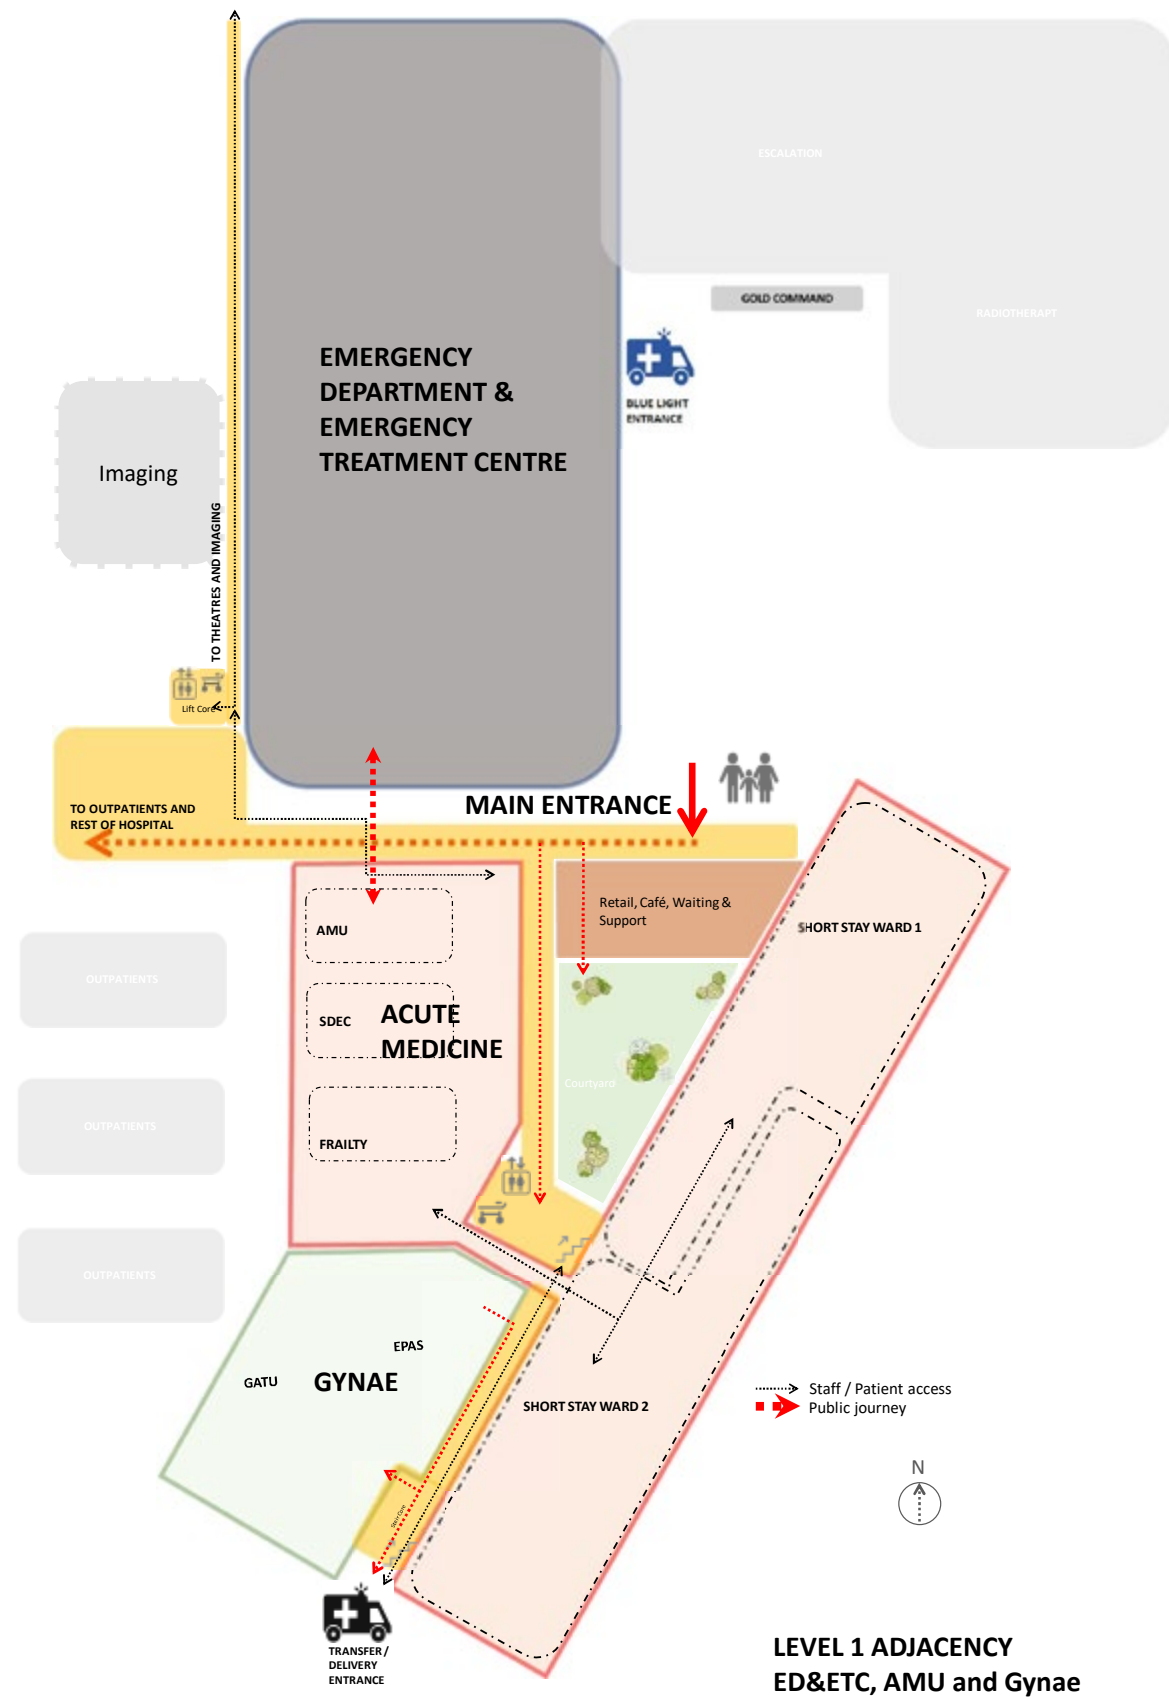 ESCALATION
GOLD COMMAND
RADIOTHERAPT
EMERGENCY
DEPARTMENT &
EMERGENCY
TREATMENT CENTRE
BLUE LIGHT
ENTRANCE
Imaging
TO THEATRES AND IMAGING
Lift Core
MAIN ENTRANCE
TO OUTPATIENTS AND
REST OF HOSPITAL
Retail, Café, Waiting &
Support
AMU
SHORT STAY WARD 1
OUTPATIENTS
SDEC
ACUTE
MEDICINE
Courtyard
OUTPATIENTS
FRAILTY
OUTPATIENTS
EPAS
GATU
GYNAE
SHORT STAY WARD 2
Staff / Patient access
Public journey
N
Stair Core
TRANSFER /
DELIVERY
ENTRANCE
LEVEL 1 ADJACENCY
ED&ETC, AMU and Gynae